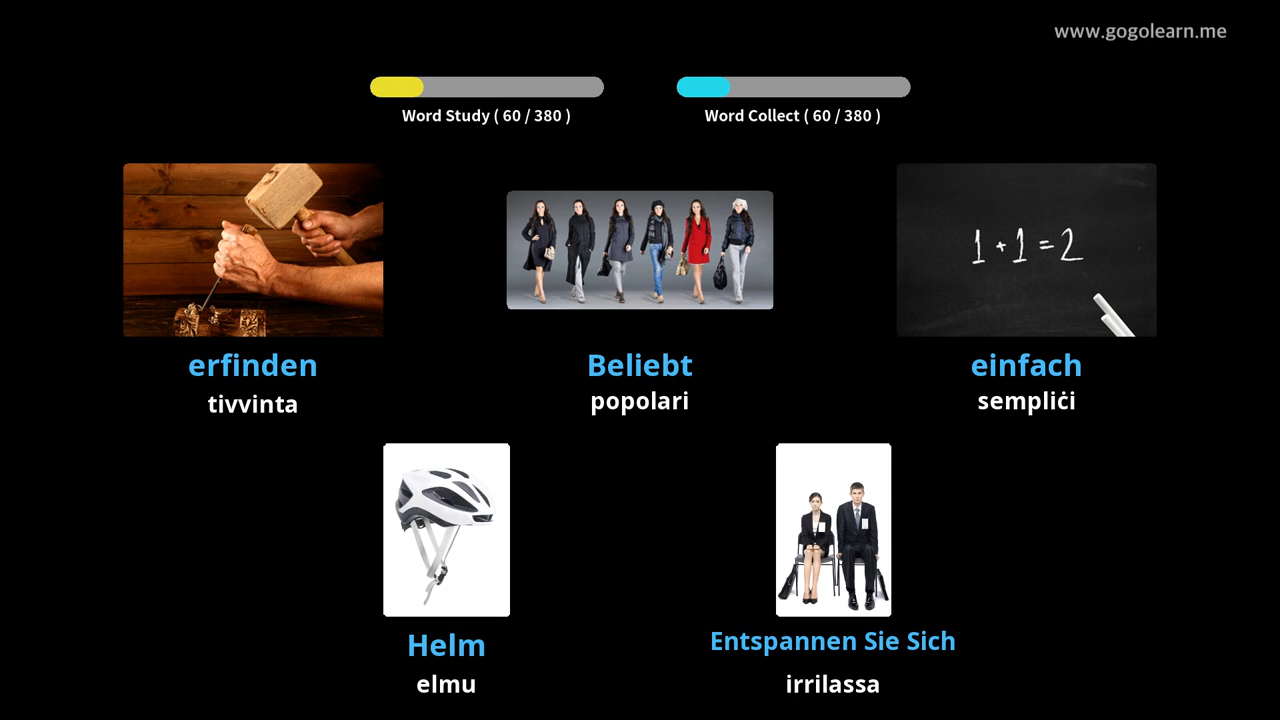 www.gogolearn.me
Word Study ( 60 / 380 )
Word Collect ( 60 / 380 )
1 + 1 = 2
erfinden
tivvinta
Beliebt
popolari
einfach
sempliċi
Helm
elmu
Entspannen Sie Sich
irrilassa